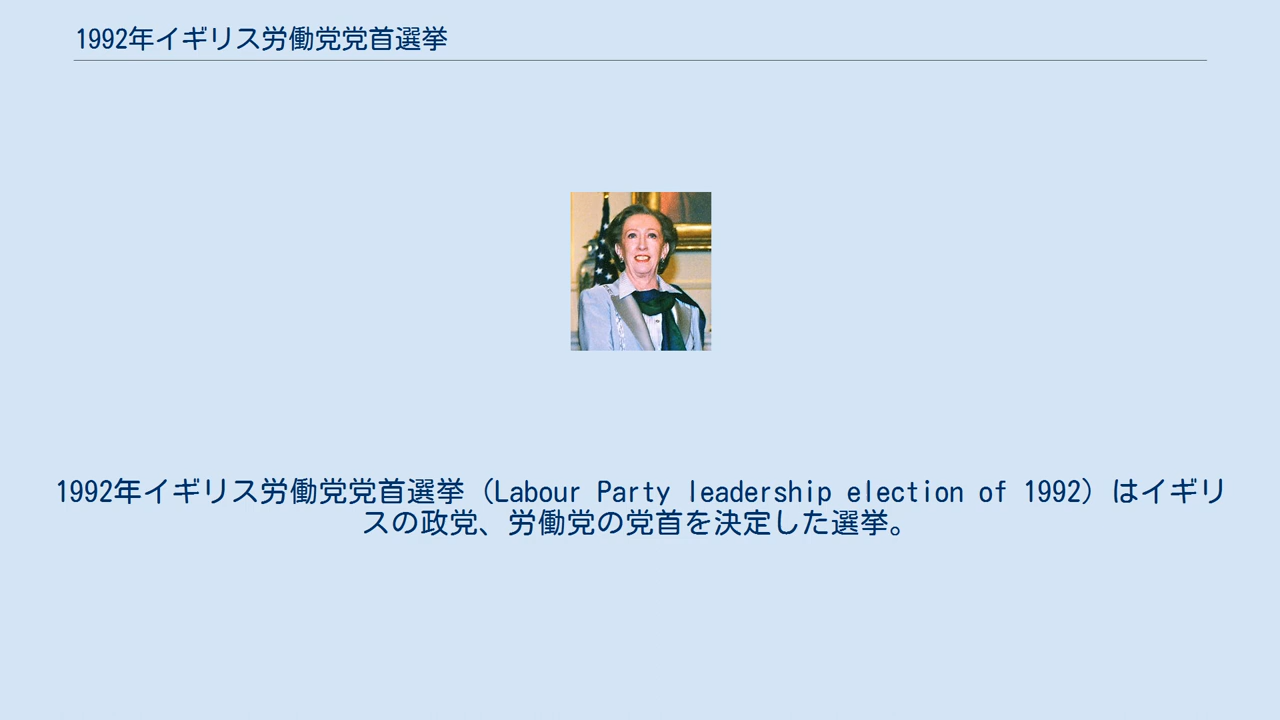 1992年イギリス労働党党首選挙
1992年イギリス労働党党首選挙（Labour Party leadership election of 1992）はイギリ
スの政党、労働党の党首を決定した選挙。